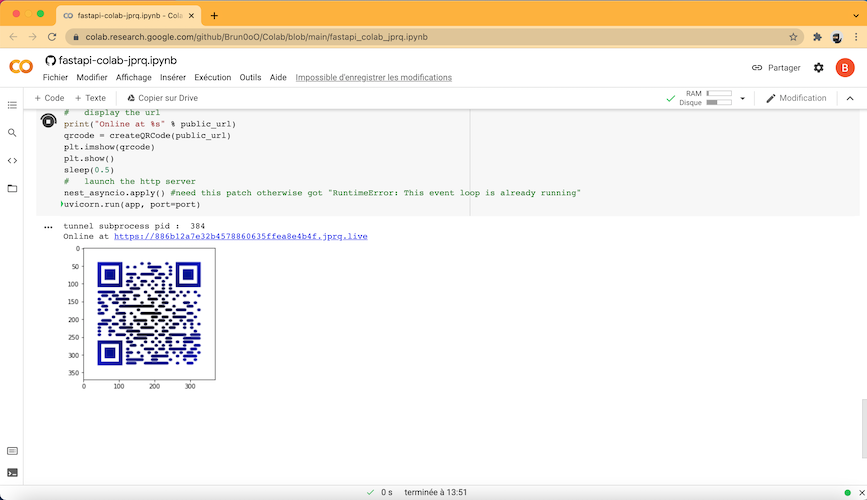 fastapi-colab-jprq.ipynb - Cola
colab.research.google.com/github/Brun0oO/Colab/blob/main/fastapi_colab_jprq.ipynb
fastapi-colab-jprq.ipynb
Partager
B
Fichier Modifier Affichage Insérer Exécution Outils Aide Impossible d'enregistrer les modifications
+ Code + Texte Copier sur Drive
RAM
Disque
Modification
# display the url
print("Online at %s" % public_url)
qrcode = createQRCode(public_url)
plt.imshow(qrcode)
plt.show()
sleep(0.5)
# launch the http server
nest_asyncio.apply() #need this patch otherwise got "RuntimeError: This event loop is already running"
uvicorn.run(app, port=port)
tunnel subprocess pid : 384
Online at https://886b12a7e32b4578860635ffea8e4b4f.jprq.live
0
50
100
150
200
250
300
350
0 100 200 300
0 s terminée à 13:51